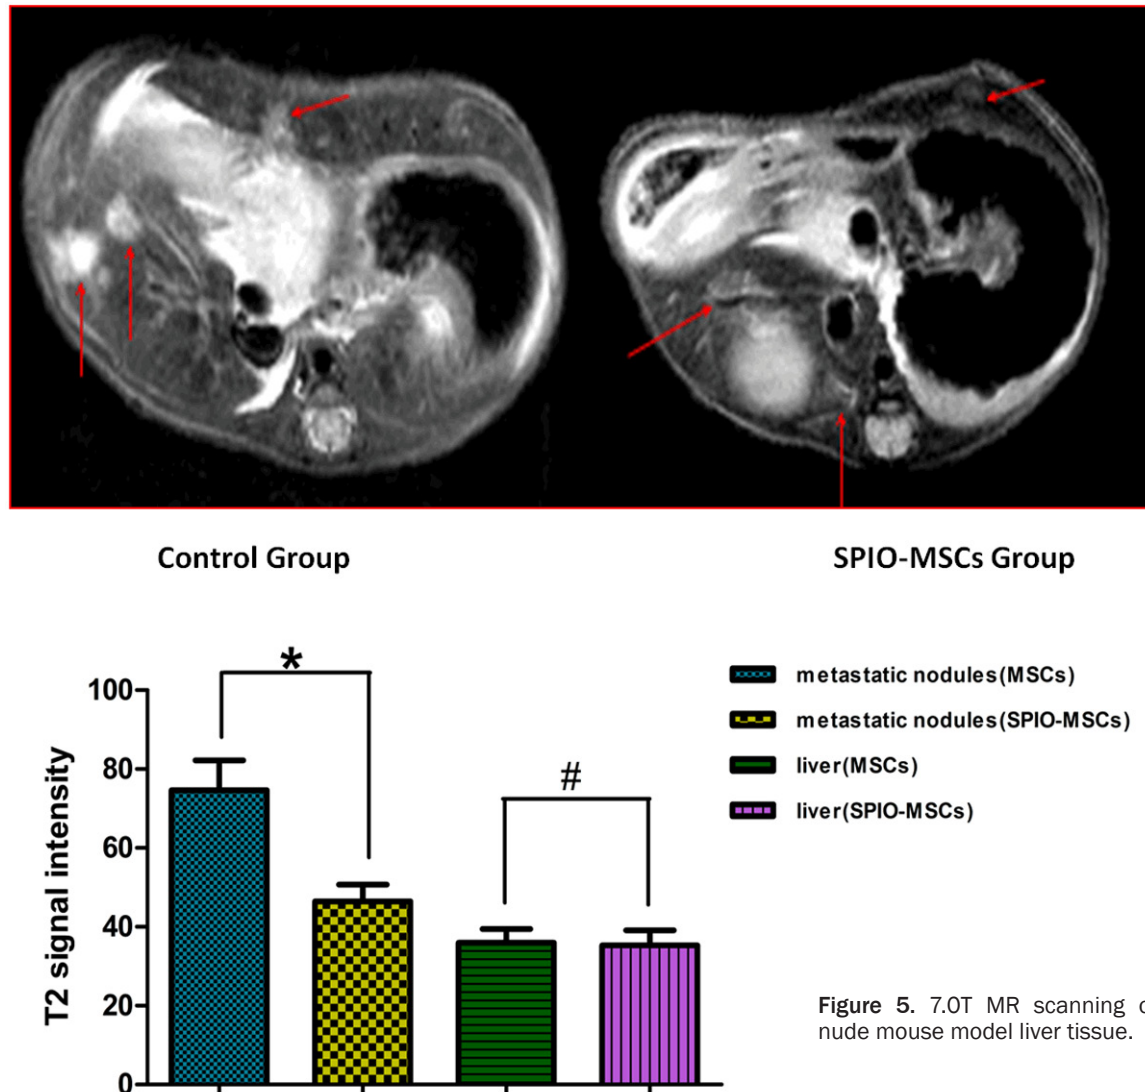 Control Group
SPIO-MSCs Group
*
#
T2 signal intensity
100
80
60
40
20
0
metastatic nodules(MSCs)
metastatic nodules(SPIO-MSCs)
liver(MSCs)
liver(SPIO-MSCs)
Figure 5. 7.0T MR scanning
nude mouse model liver tissue.